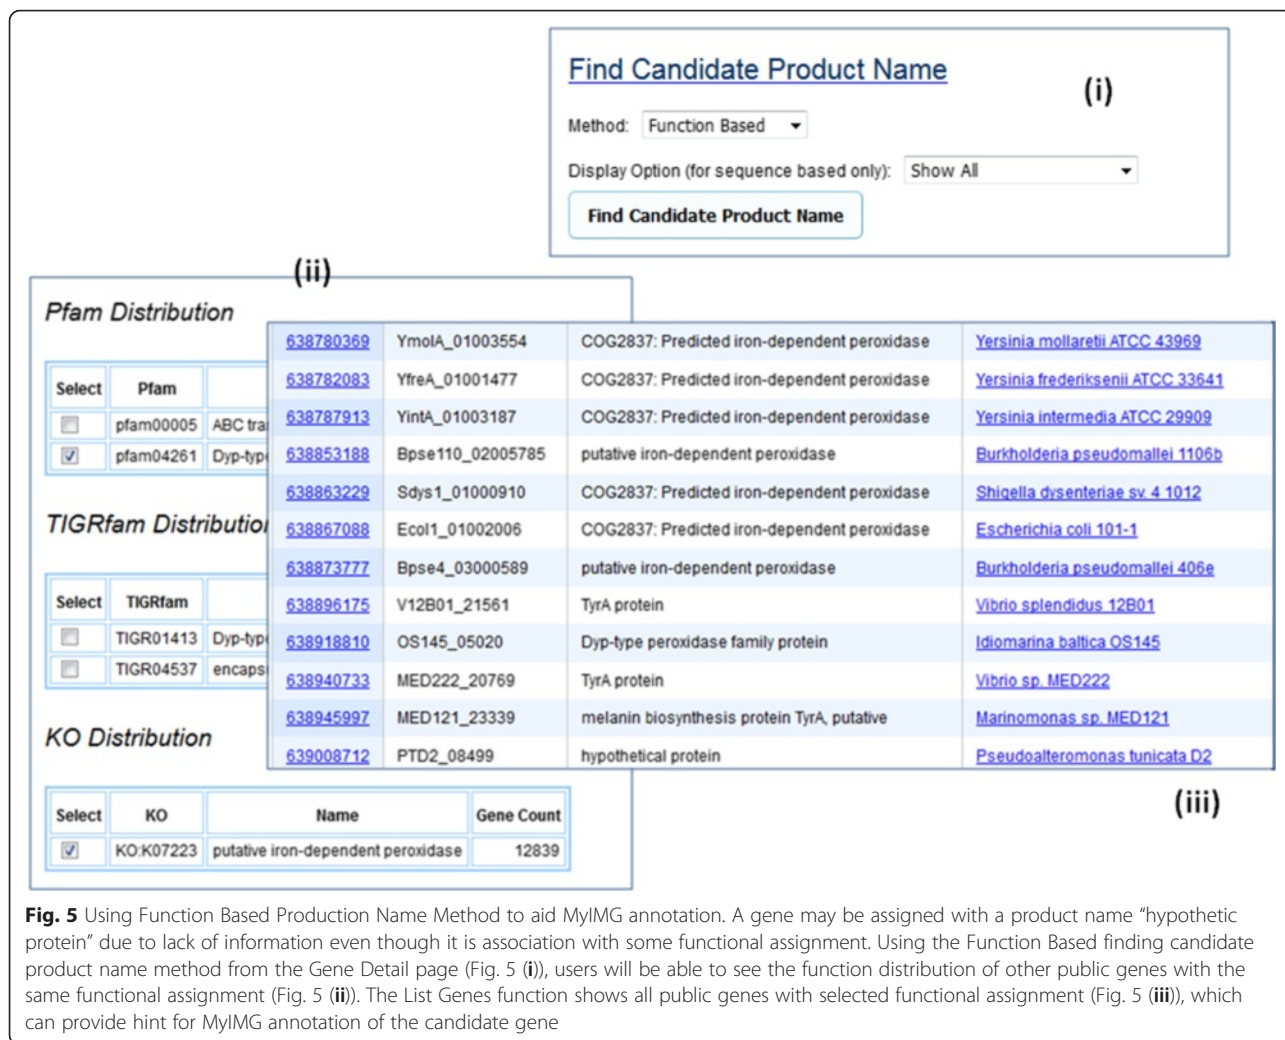 Find Candidate Product Name
(i)
Method: Function Based
Display Option (for sequence based only): Show All
Find Candidate Product Name
(ii)
Pfam Distribution
Select Pfam
pfam00005 ABC tra
pfam04261 Dyp-typ
TIGRfam Distribution
Select TIGRfam
TIGR01413 Dyp-typ
TIGR04537 encaps
KO Distribution
Select KO Name Gene Count
KO:K07223 putative iron-dependent peroxidase 12839
638780369 YmolA_01003554 COG2837: Predicted iron-dependent peroxidase Yersinia mollaretii ATCC 43969
638782083 YfreA_01001477 COG2837: Predicted iron-dependent peroxidase Yersinia frederiksenii ATCC 33641
638787913 YintA_01003187 COG2837: Predicted iron-dependent peroxidase Yersinia intermedia ATCC 29909
638853188 Bpse110_02005785 putative iron-dependent peroxidase Burkholderia pseudomallei 1106b
638863229 Sdys1_01000910 COG2837: Predicted iron-dependent peroxidase Shigella dysenteriae sv. 4 1012
638867088 Ecol1_01002006 COG2837: Predicted iron-dependent peroxidase Escherichia coli 101-1
638873777 Bpse4_03000589 putative iron-dependent peroxidase Burkholderia pseudomallei 406e
638896175 V12B01_21561 TyrA protein Vibrio splendidus 12B01
638918810 OS145_05020 Dyp-type peroxidase family protein Idiomarina baltica OS145
638940733 MED222_20769 TyrA protein Vibrio sp. MED222
638945997 MED121_23339 melanin biosynthesis protein TyrA, putative Marinomonas sp. MED121
639008712 PTD2_08499 hypothetical protein Pseudoalteromonas tunicata D2
(iii)
Fig. 5 Using Function Based Production Name Method to aid MyIMG annotation. A gene may be assigned with a product name “hypothetic
protein” due to lack of information even though it is association with some functional assignment. Using the Function Based finding candidate
product name method from the Gene Detail page (Fig. 5 (i)), users will be able to see the function distribution of other public genes with the
same functional assignment (Fig. 5 (ii)). The List Genes function shows all public genes with selected functional assignment (Fig. 5 (iii)), which
can provide hint for MyIMG annotation of the candidate gene